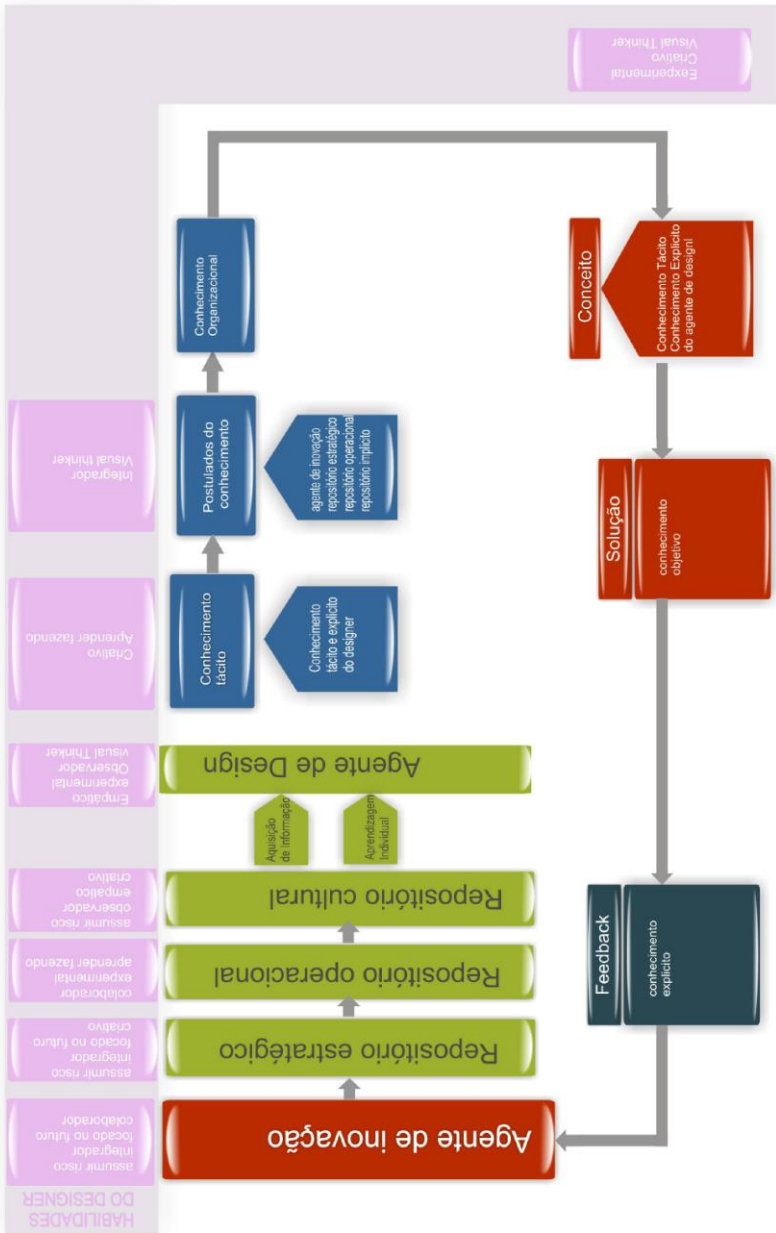 HABILIDADES
DO DESIGNER
assumir risco
integrador
focado no futuro
colaborador
assumir risco
integrador
focado no futuro
criativo
colaborador
experimental
aprender fazendo
assumir risco
observador
empático
criativo
Empático
experimental
Observador
visual Thinker
Criativo
Aprender fazendo
Integrador
Visual thinker
Eexperimental
Criativo
Visual Thinker
Agente de inovação
Repositório estratégico
Repositório operacional
Repositório cultural
Aquisição
de informação
Aprendizagem
Individual
Agente de Design
Conhecimento
tácito
Conhecimento
tácito e explícito
do designer
Postulados do
conhecimento
agente de inovação
repositório estratégico
repositório operacional
repositório implícito
Conhecimento
Organizacional
Conceito
Conhecimento Tácito
Conhecimento Explícito
do agente de design!
Solução
conhecimento
objetivo
Feedback
conhecimento
explicito